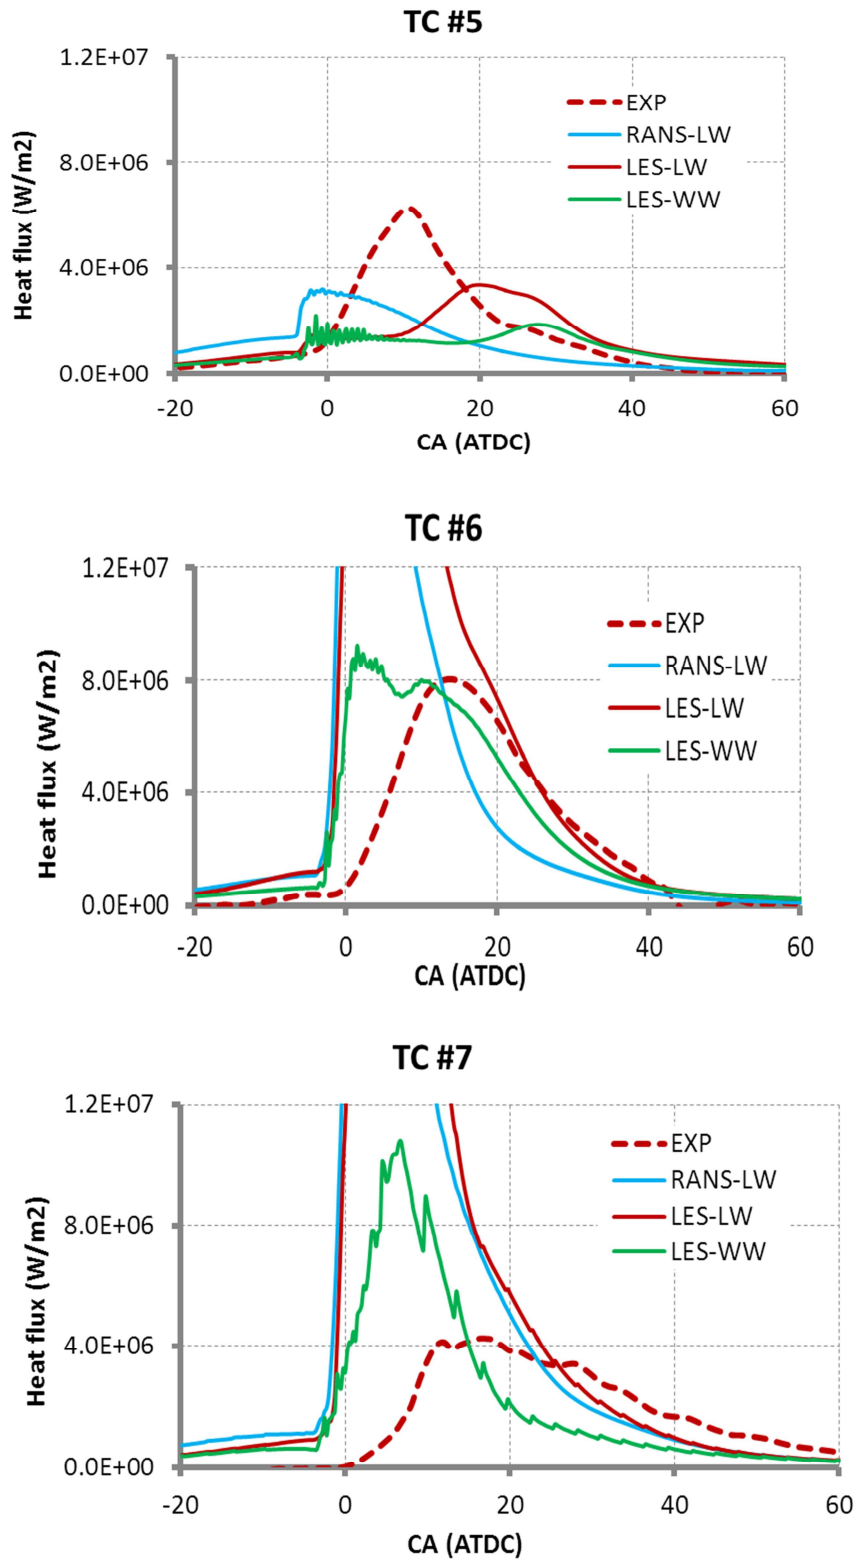 TC #5
1.2E+07
8.0E+06
4.0E+06
0.0E+00
Heat flux (W/m2)
EXP
RANS-LW
LES-LW
LES-WW
-20 0 20 40 60
CA (ATDC)
TC #6
1.2E+07
8.0E+06
4.0E+06
0.0E+00
Heat flux (W/m2)
EXP
RANS-LW
LES-LW
LES-WW
-20 0 20 40 60
CA (ATDC)
TC #7
1.2E+07
8.0E+06
4.0E+06
0.0E+00
Heat flux (W/m2)
EXP
RANS-LW
LES-LW
LES-WW
-20 0 20 40 60
CA (ATDC)